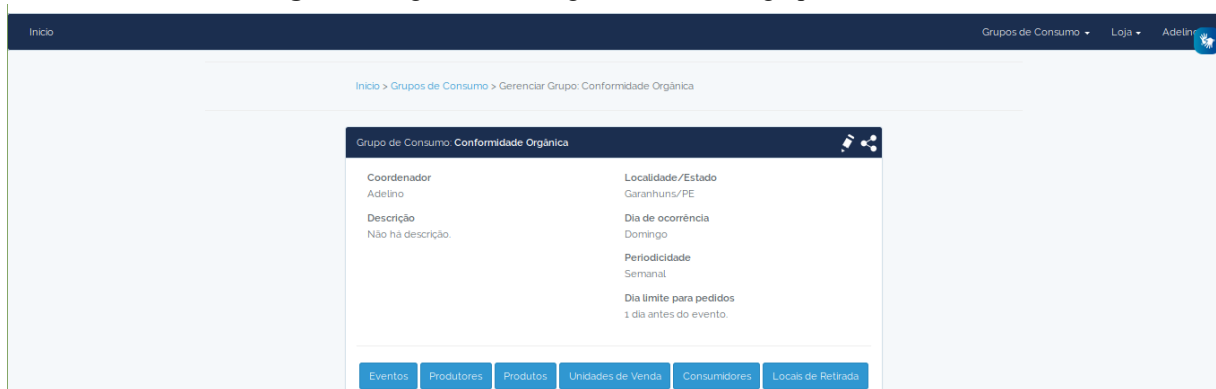 Inicio
Grupos de Consumo
Loja
Inicio > Grupos de Consumo > Gerenciar Grupo: Conformidade Orgânica
Grupo de Consumo: Conformidade Orgânica
Coordenador
Adelino
Descrição
Não há descrição.
Localidade/Estado
Garanhuns/PE
Dia de ocorrência
Domingo
Periodicidade
Semanal
Dia limite para pedidos
1 dia antes do evento.
Eventos
Produtores
Produtos
Unidades de Venda
Consumidores
Locais de Retirada